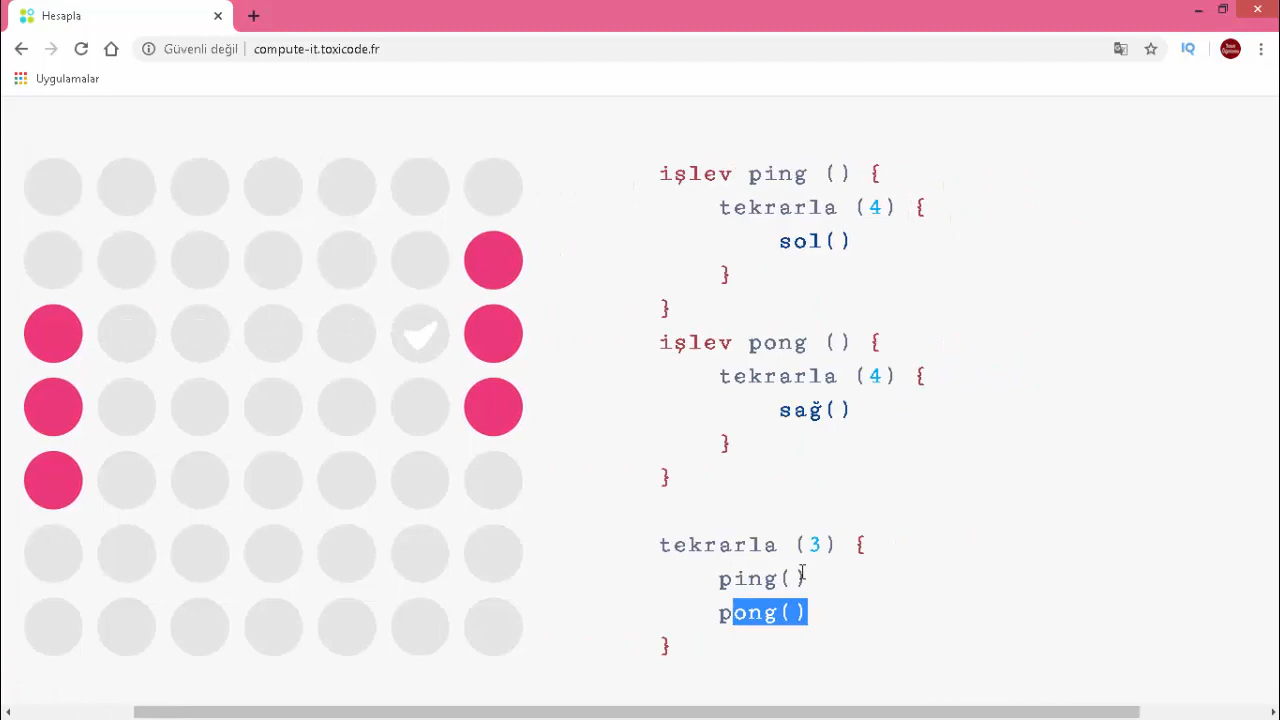 Hesapla
Güvenli değil compute-it.toxicode.fr
IQ
Uygulamalar
işlev ping () {
tekrarla (4) {
sol()
}
}
işlev pong () {
tekrarla (4) {
sağ()
}
}
tekrarla (3) {
ping()
pong()
}